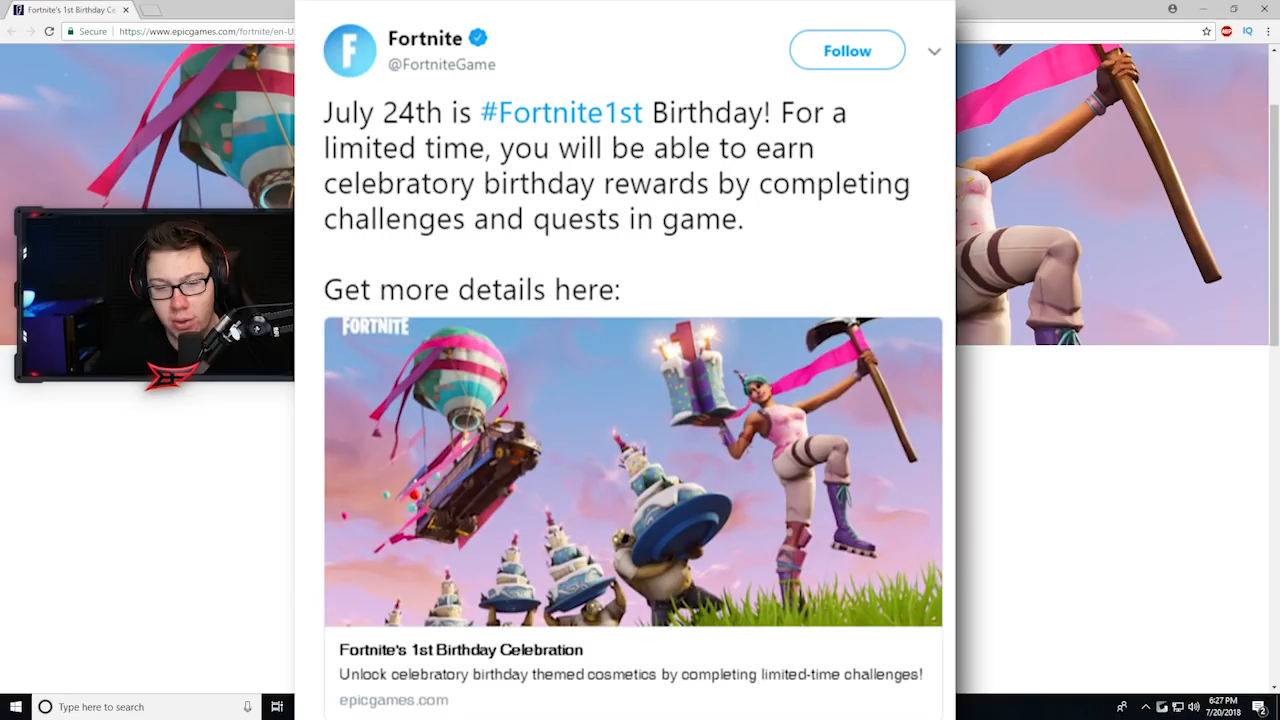 Fortnite's 1st Birthday Ce
Secure
https://www.epicgames.com/fortnite/en-U
ABP
IQ
Fortnite
@FortniteGame
Follow
July 24th is #Fortnite1st Birthday! For a
limited time, you will be able to earn
celebratory birthday rewards by completing
challenges and quests in game.
Get more details here:
FORTNITE
Fortnite's 1st Birthday Celebration
Unlock celebratory birthday themed cosmetics by completing limited-time challenges!
epicgames.com
Type here to search
6:27 PM
7/20/2018
2